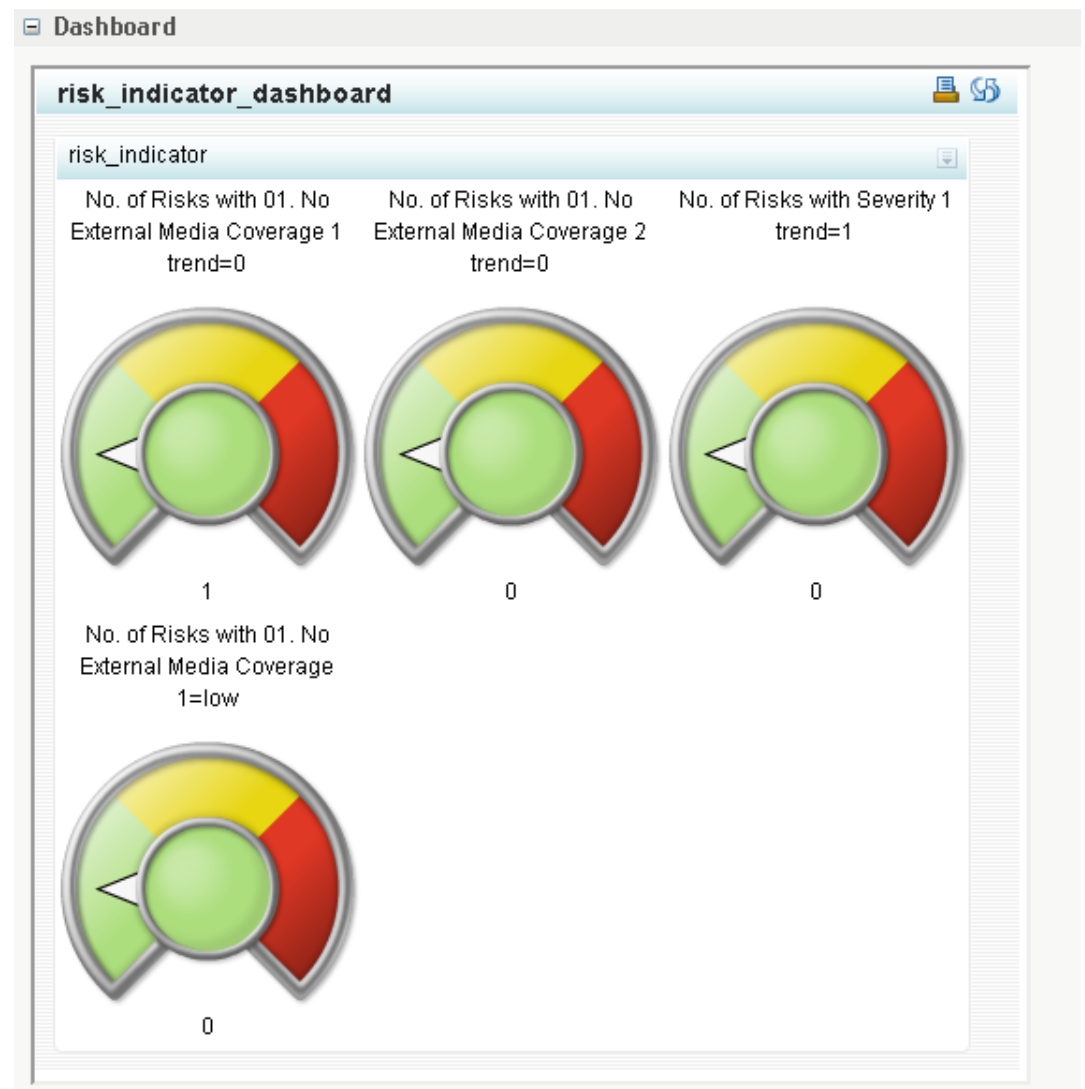 Dashboard
risk_indicator_dashboard
risk_indicator
No. of Risks with 01. No
External Media Coverage 1
trend=0
No. of Risks with 01. No
External Media Coverage 2
trend=0
No. of Risks with Severity 1
trend=1
1
0
0
No. of Risks with 01. No
External Media Coverage
1=low
0